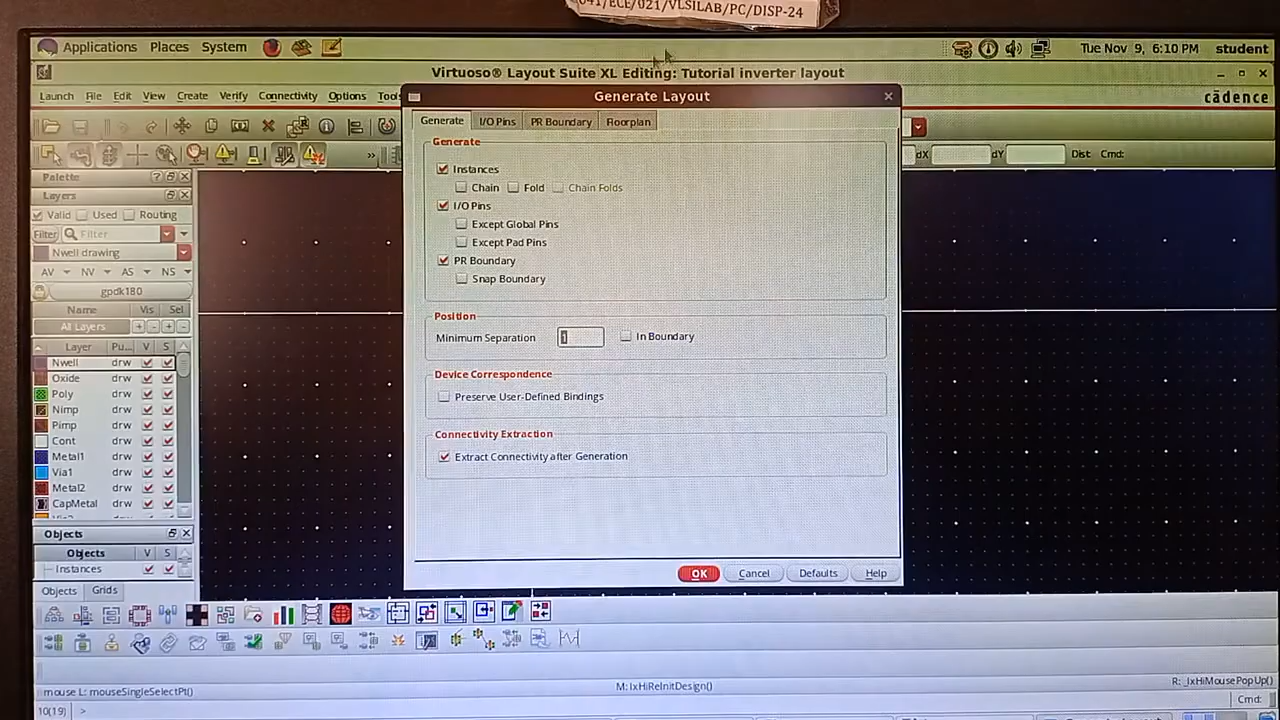 041/ECE/021/VLSILAB/PC/DISP-24
Applications Places System
Tue Nov 9, 6:10 PM student
Virtuoso® Layout Suite XL Editing: Tutorial inverter layout
Launch File Edit View Create Verify Connectivity Options Tools
cādence
Generate Layout
Generate I/O Pins PR Boundary Floorplan
Generate
Instances
Chain Fold Chain Folds
I/O Pins
Except Global Pins
Except Pad Pins
PR Boundary
Snap Boundary
Position
Minimum Separation 1 In Boundary
Device Correspondence
Preserve User-Defined Bindings
Connectivity Extraction
Extract Connectivity after Generation
OK Cancel Defaults Help
dX dY Dist Cmd:
Palette
Layers
Valid Used Routing
Filter Filter
Nwell drawing
AV NV AS NS
gpdk180
Name Vis Sel
All Layers + - + -
Layer Pu... V S
Nwell drw
Oxide drw
Poly drw
Nimp drw
Pimp drw
Cont drw
Metal1 drw
Via1 drw
Metal2 drw
CapMetal drw
Objects
Objects V S
Instances
Objects Grids
mouse L: mouseSingleSelectPt()
M: lxHiReInitDesign()
R: _lxHiMousePopUp()
10(19) >
Cmd: